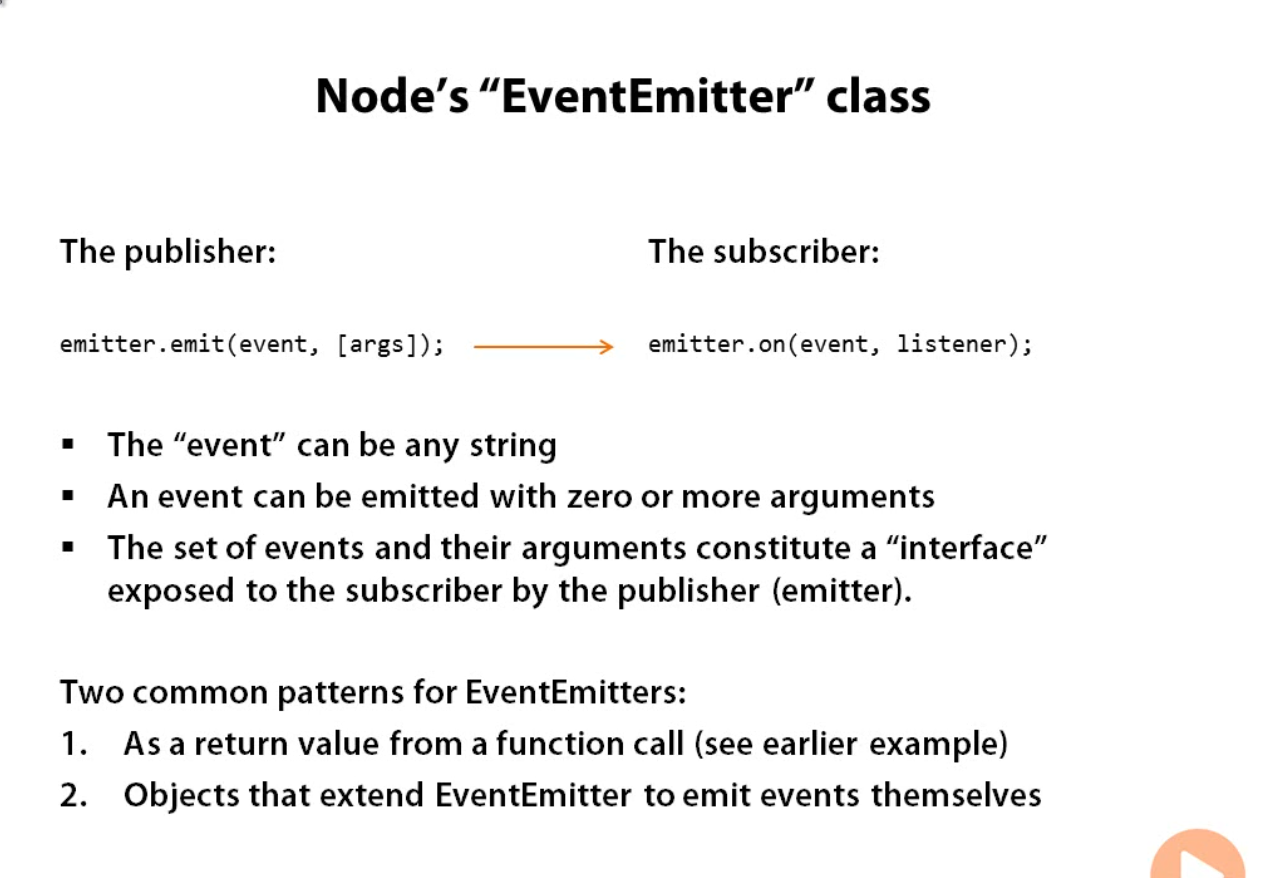 Node’s “EventEmitter” class
The publisher:
The subscriber:
emitter.emit(event, [args]);
emitter.on(event, listener);
▪ The “event” can be any string
▪ An event can be emitted with zero or more arguments
▪ The set of events and their arguments constitute a “interface”
exposed to the subscriber by the publisher (emitter).
Two common patterns for EventEmitters:
1. As a return value from a function call (see earlier example)
2. Objects that extend EventEmitter to emit events themselves